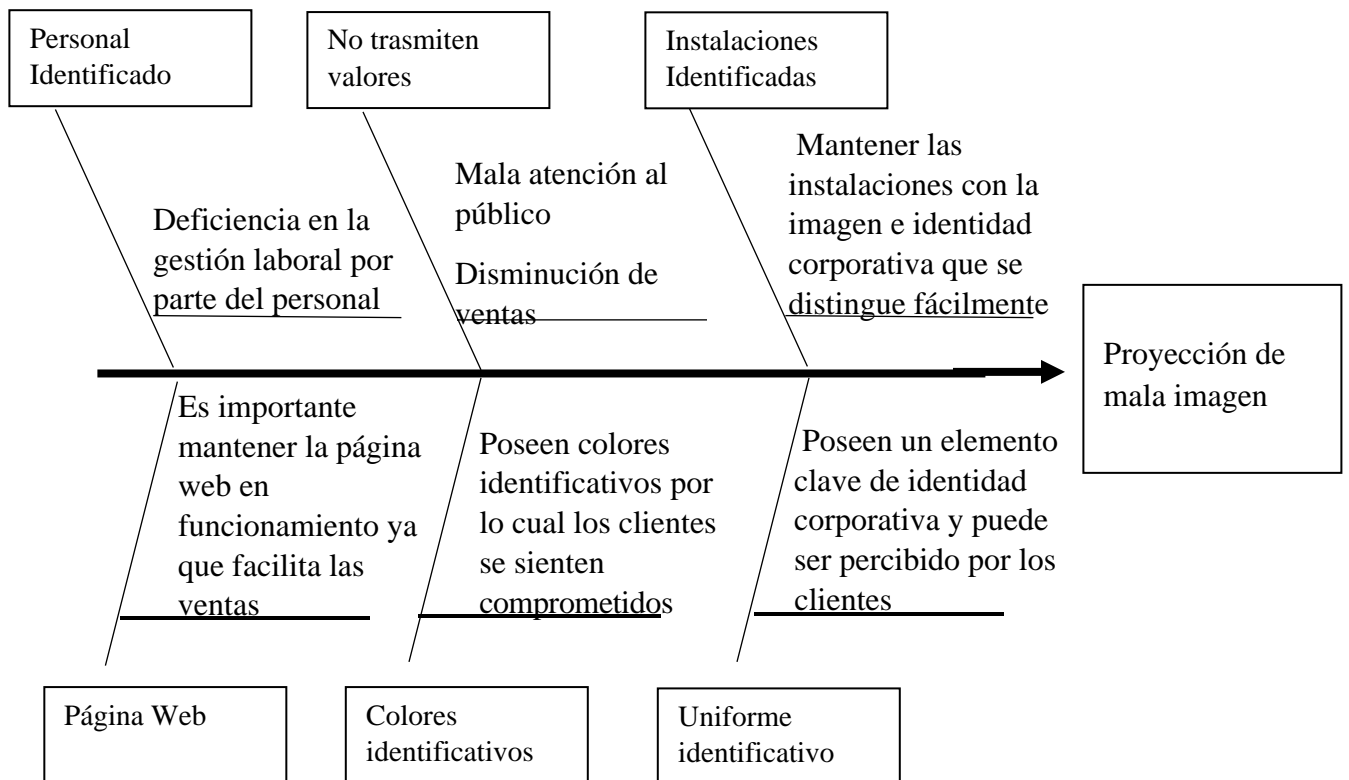 Personal
Identificado
No trasmiten
valores
Instalaciones
Identificadas
Deficiencia en la
gestión laboral por
parte del personal
Mala atención al
público
Disminución de
ventas
Mantener las
instalaciones con la
imagen e identidad
corporativa que se
distingue fácilmente
Proyección de
mala imagen
Es importante
mantener la página
web en
funcionamiento ya
que facilita las
ventas
Poseen colores
identificativos por
lo cual los clientes
se sienten
comprometidos
Poseen un elemento
clave de identidad
corporativa y puede
ser percibido por los
clientes
Página Web
Colores
identificativos
Uniforme
identificativo